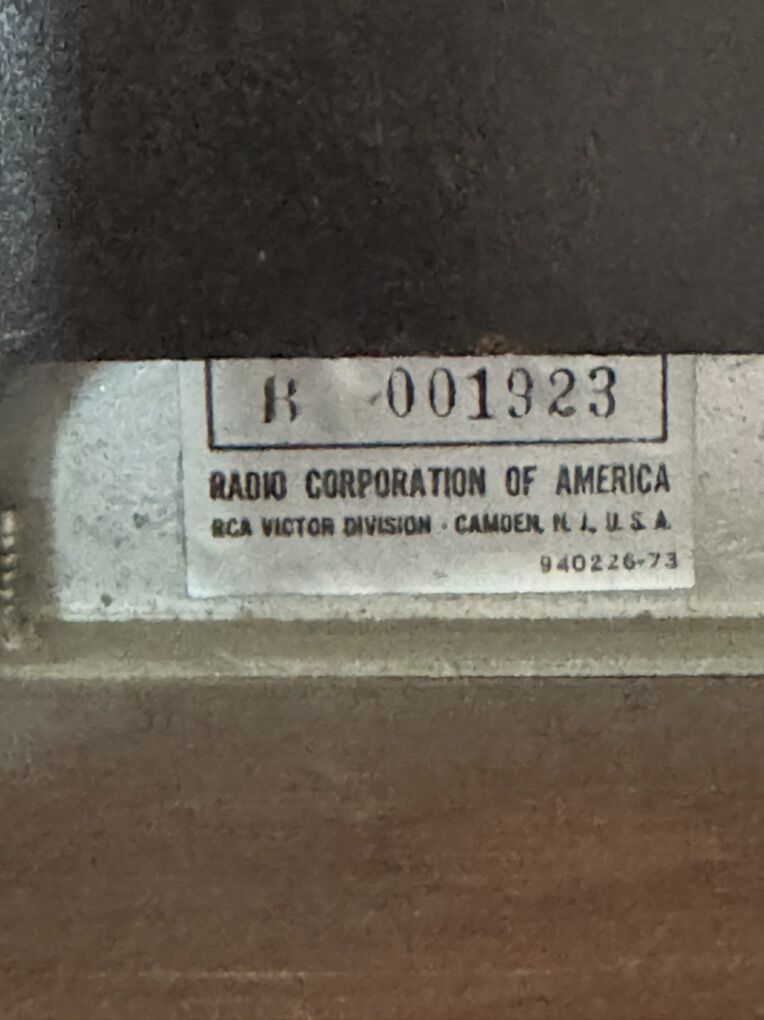 B 001923
RADIO CORPORATION OF AMERICA
RCA VICTOR DIVISION · CAMDEN, N. J., U. S. A.
940226-73